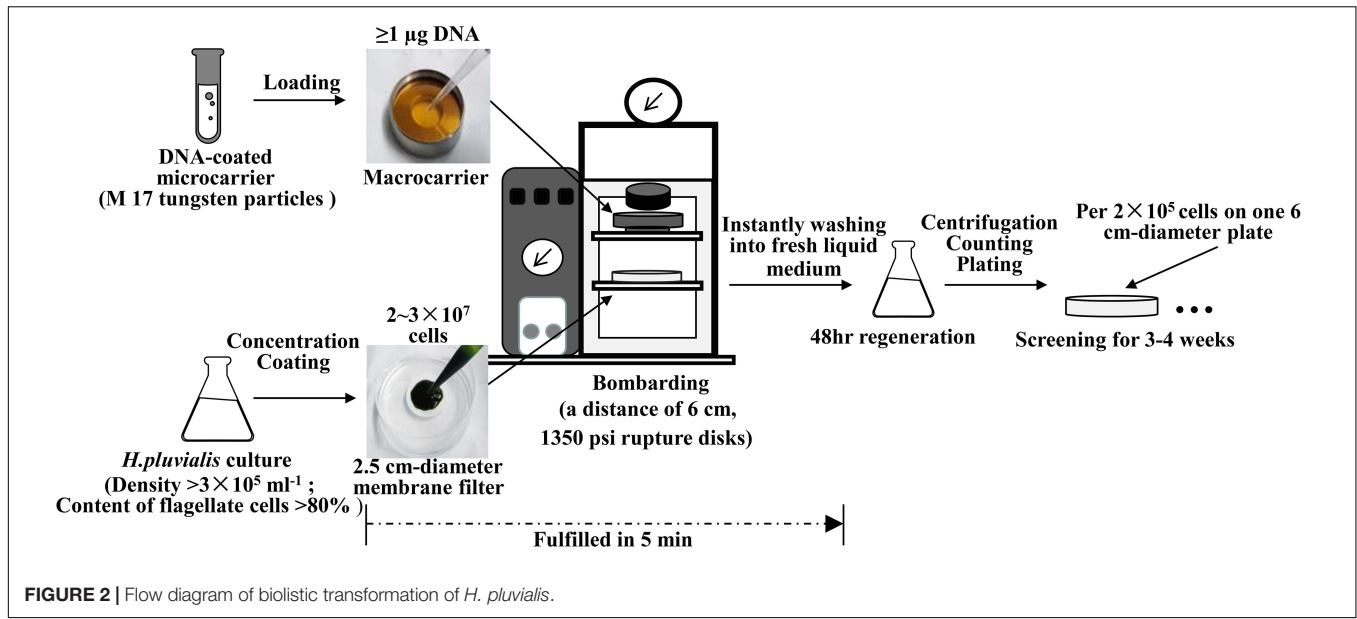 ≥1 μg DNA
Loading
DNA-coated
microcarrier
(M 17 tungsten particles )
Macrocarrier
2~3×10⁷
cells
Concentration
Coating
H.pluvialis culture
(Density >3×10⁵ ml⁻¹ ;
Content of flagellate cells >80% )
2.5 cm-diameter
membrane filter
Bombarding
(a distance of 6 cm,
1350 psi rupture disks)
Instantly washing
into fresh liquid
medium
48hr regeneration
Centrifugation
Counting
Plating
Per 2×10⁵ cells on one 6
cm-diameter plate
Screening for 3-4 weeks
Fulfilled in 5 min
FIGURE 2 | Flow diagram of biolistic transformation of H. pluvialis.